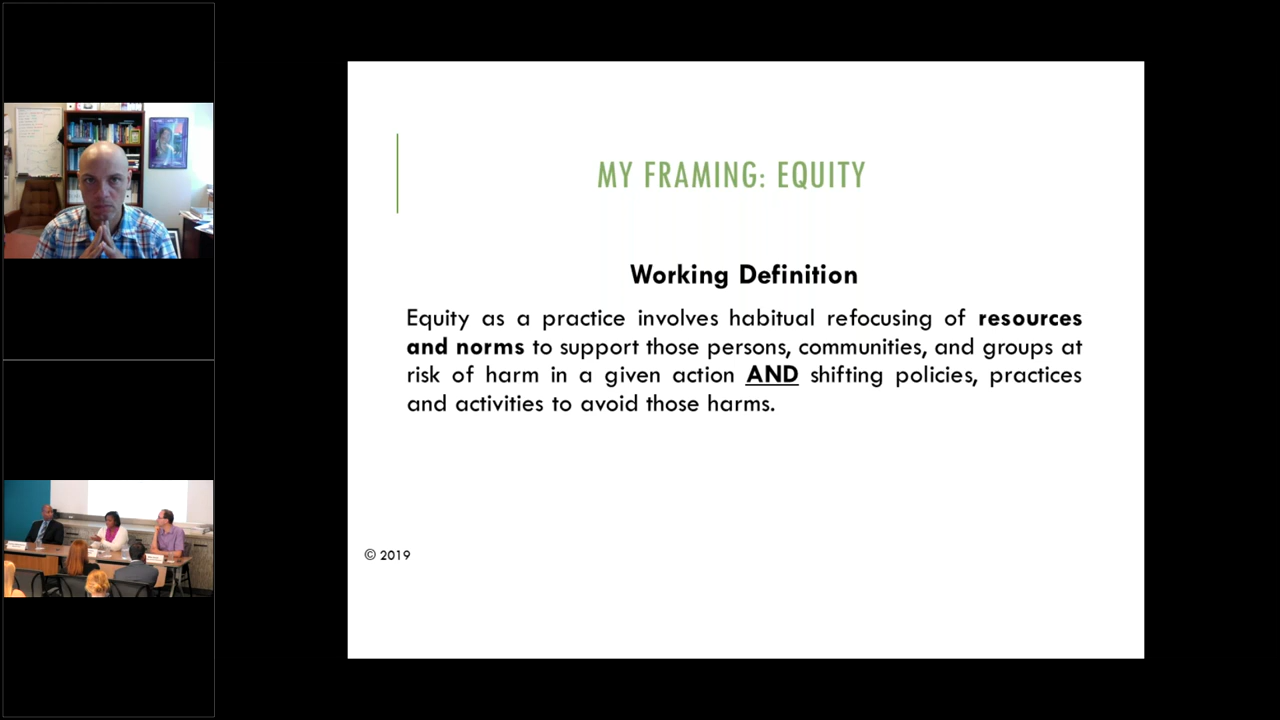 MY FRAMING: EQUITY
Working Definition
Equity as a practice involves habitual refocusing of resources
and norms to support those persons, communities, and groups at
risk of harm in a given action AND shifting policies, practices
and activities to avoid those harms.
© 2019